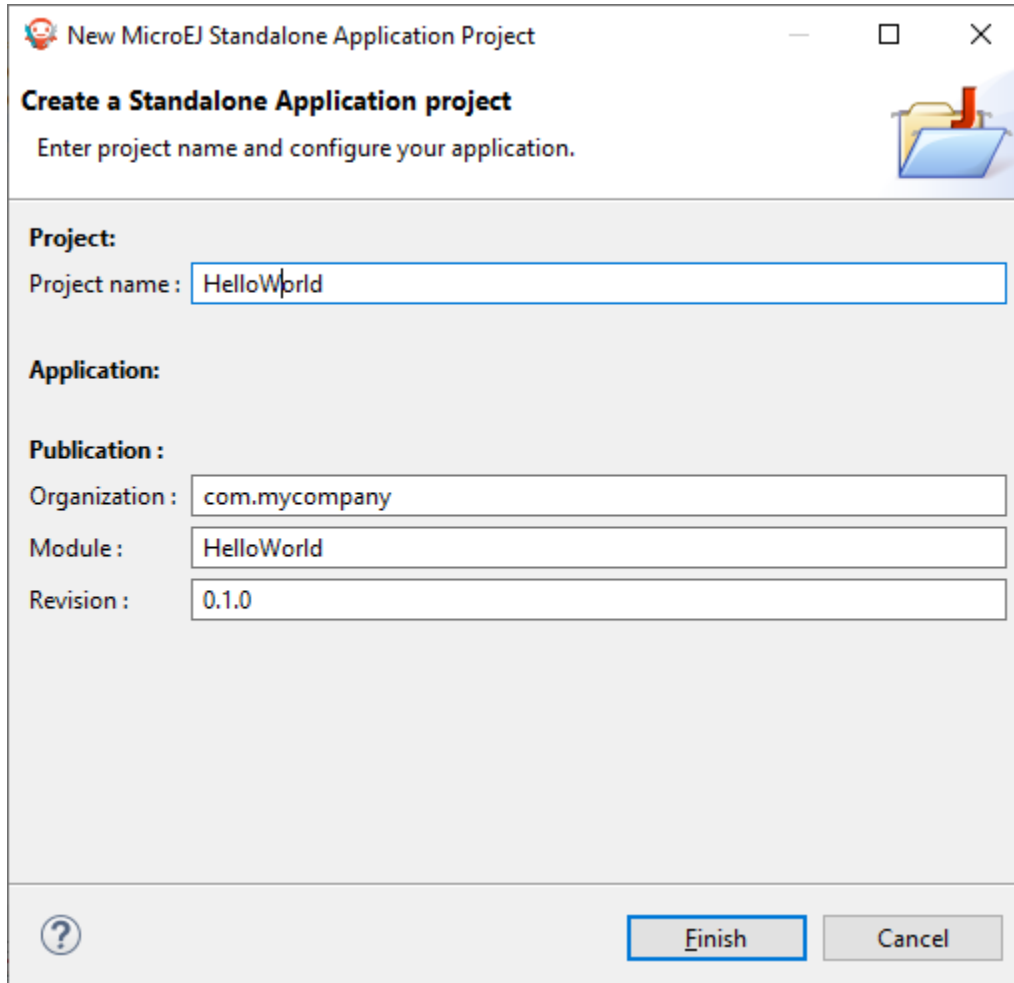 New MicroEJ Standalone Application Project
Create a Standalone Application project
Enter project name and configure your application.
Project:
Project name : HelloWorld
Application:
Publication :
Organization : com.mycompany
Module : HelloWorld
Revision : 0.1.0
? Finish Cancel